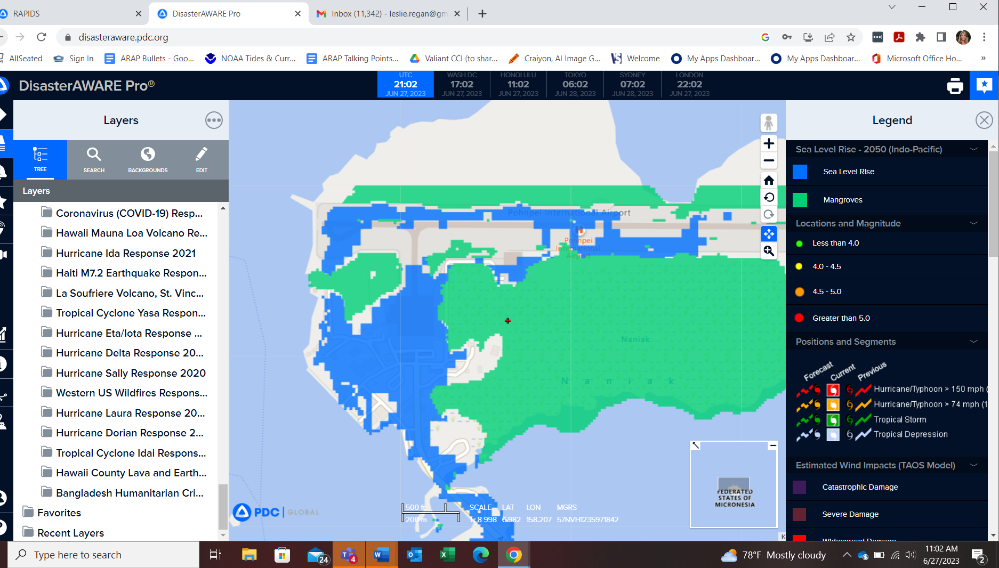 RAPIDS
DisasterAWARE Pro
Inbox (11,342) - leslie.regan@gm
disasteraware.pdc.org
AllSeated
Sign In
ARAP Bullets - Goo...
NOAA Tides & Curr...
ARAP Talking Points...
Valiant CCI (to shar...
Craiyon, AI Image G...
Welcome
My Apps Dashboar...
My Apps Dashboar...
Microsoft Office Ho...
»
DisasterAWARE Pro®
UTC
21:02
JUN 27, 2023
WASH DC
17:02
JUN 27, 2023
HONOLULU
11:02
JUN 27, 2023
TOKYO
06:02
JUN 28, 2023
SYDNEY
07:02
JUN 28, 2023
LONDON
22:02
JUN 27, 2023
Layers
TREE
SEARCH
BACKGROUNDS
EDIT
Layers
Coronavirus (COVID-19) Resp...
Hawaii Mauna Loa Volcano Re...
Hurricane Ida Response 2021
Haiti M7.2 Earthquake Respon...
La Soufriere Volcano, St. Vinc...
Tropical Cyclone Yasa Respon...
Hurricane Eta/Iota Response ...
Hurricane Delta Response 20...
Hurricane Sally Response 2020
Western US Wildfires Respons...
Hurricane Laura Response 20...
Hurricane Dorian Response 2...
Tropical Cyclone Idai Respons...
Hawaii County Lava and Earth...
Bangladesh Humanitarian Cri...
Favorites
Recent Layers
Pohnpei International Airport
H
Pohnpei
International
Airport
Naniak
Naniak
PDC | GLOBAL
500 ft
200 m
SCALE
1: 8 998
LAT
6.982
LON
158.207
MGRS
57NVH1235971842
FEDERATED
STATES OF
MICRONESIA
Legend
Sea Level Rise - 2050 (Indo-Pacific)
Sea Level Rise
Mangroves
Locations and Magnitude
Less than 4.0
4.0 - 4.5
4.5 - 5.0
Greater than 5.0
Positions and Segments
Forecast
Current
Previous
Hurricane/Typhoon > 150 mph (
Hurricane/Typhoon > 74 mph (1
Tropical Storm
Tropical Depression
Estimated Wind Impacts (TAOS Model)
Catastrophic Damage
Severe Damage
Widespread Damage
Type here to search
24
4
78°F Mostly cloudy
11:02 AM
6/27/2023
2